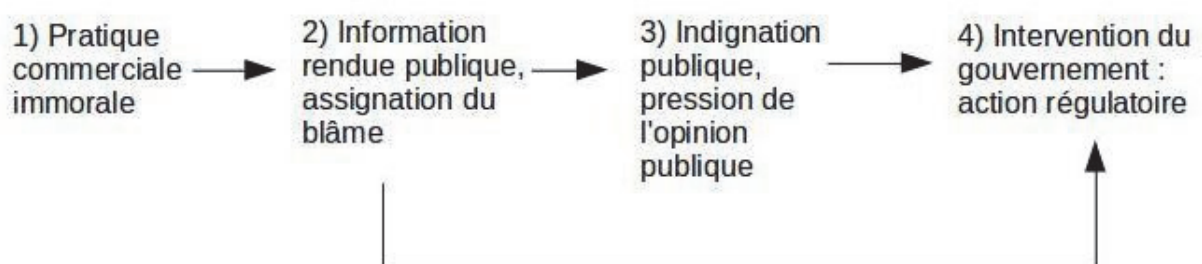 1) Pratique
commerciale
immorale
2) Information
rendue publique,
assignation du
blâme
3) Indignation
publique,
pression de
l'opinion
publique
4) Intervention du
gouvernement :
action régulatoire